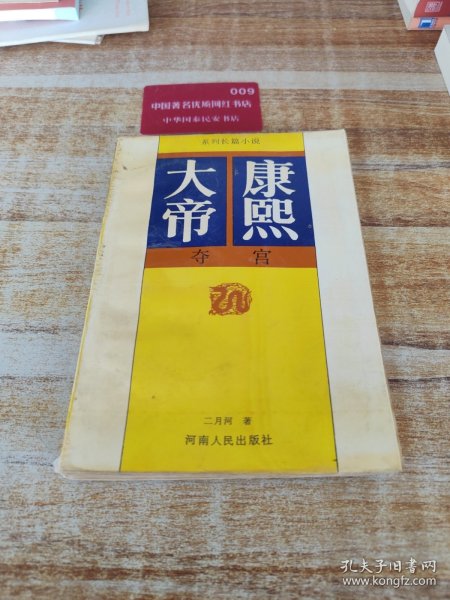 009
中国著名优质网红书店
中华国泰民安书店
系列长篇小说
康熙
大帝
夺宫
二月河 著
河南人民出版社
孔夫子旧书网
www.kongfz.com